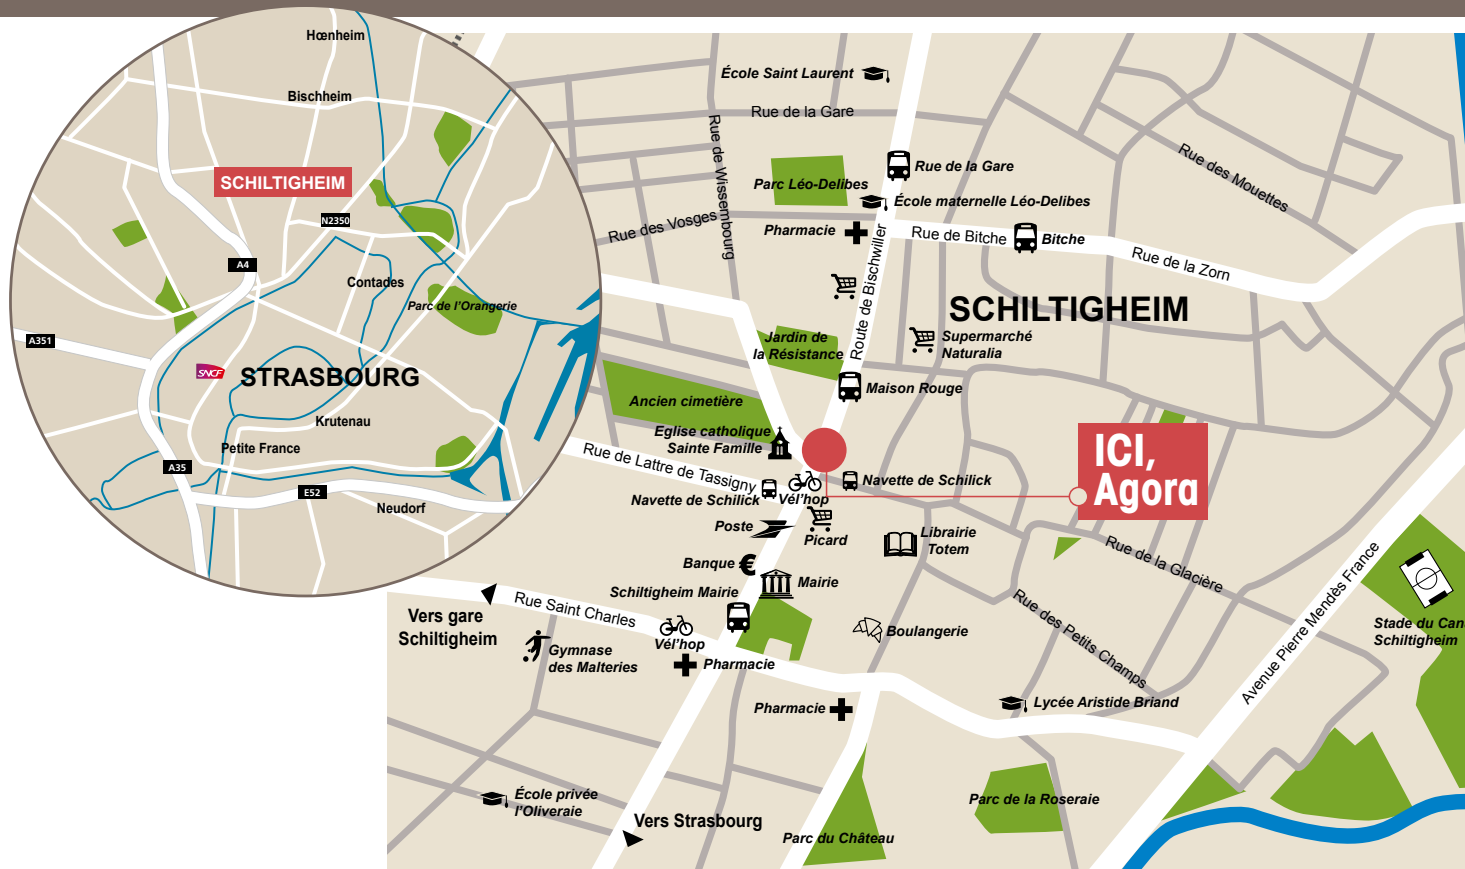 Hœnheim
Bischheim
SCHILTIGHEIM
N2350
A4
Contades
Parc de l'Orangerie
A351
SNCF
STRASBOURG
Krutenau
Petite France
A35
E52
Neudorf
École Saint Laurent
Rue de la Gare
Rue de Wissembourg
Rue de la Gare
Parc Léo-Delibes
École maternelle Léo-Delibes
Rue des Mouettes
Rue des Vosges
Pharmacie
Rue de Bitche
Bitche
Rue de la Zorn
Route de Bischwiller
SCHILTIGHEIM
Jardin de
la Résistance
Supermarché
Naturalia
Maison Rouge
Ancien cimetière
Eglise catholique
Sainte Famille
ICI,
Agora
Rue de Lattre de Tassigny
Navette de Schilick
Vél'hop
Navette de Schilick
Poste
Picard
Librairie
Totem
Rue de la Glacière
Banque
€
Mairie
Schiltigheim Mairie
Rue des Petits Champs
Avenue Pierre Mendès France
Stade du Can
Schiltigheim
Vers gare
Schiltigheim
Rue Saint Charles
Vél'hop
Boulangerie
Gymnase
des Malteries
Pharmacie
Pharmacie
Lycée Aristide Briand
École privée
l'Oliveraie
Vers Strasbourg
Parc du Château
Parc de la Roseraie